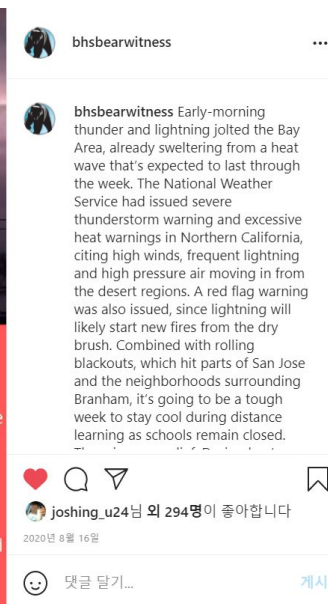 bhsbearwitness
bhsbearwitness Early-morning
thunder and lightning jolted the Bay
Area, already sweltering from a heat
wave that's expected to last through
the week. The National Weather
Service had issued severe
thunderstorm warning and excessive
heat warnings in Northern California,
citing high winds, frequent lightning
and high pressure air moving in from
the desert regions. A red flag warning
was also issued, since lightning will
likely start new fires from the dry
brush. Combined with rolling
blackouts, which hit parts of San Jose
and the neighborhoods surrounding
Branham, it's going to be a tough
week to stay cool during distance
learning as schools remain closed.
joshing_u24님 외 294명이 좋아합니다
2020년 8월 16일
댓글 달기...
게시